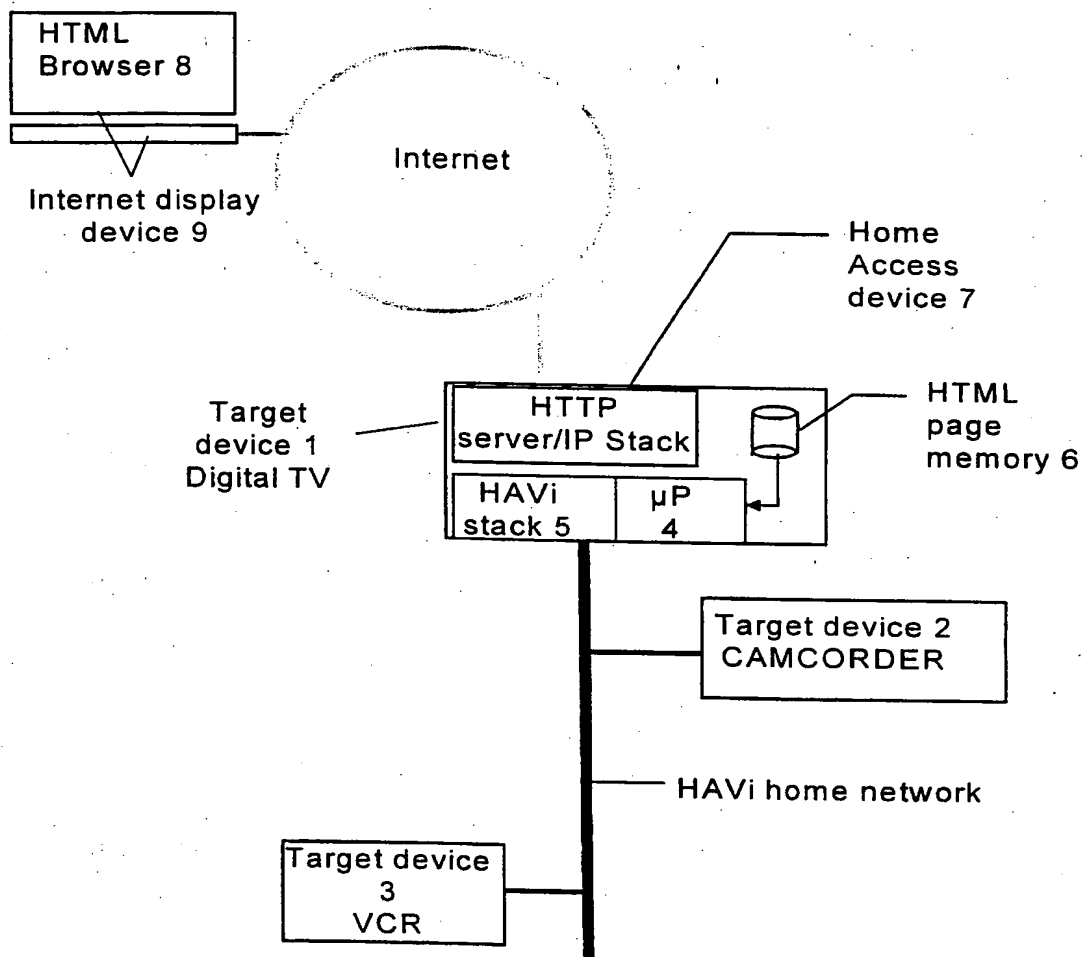 HTML
Browser 8
Internet
Internet display
device 9
Home
Access
device 7
Target
device 1
Digital TV
HTTP
server/IP Stack
HTML
page
memory 6
HAVi
stack 5
µP
4
Target device 2
CAMCORDER
HAVi home network
Target device
3
VCR